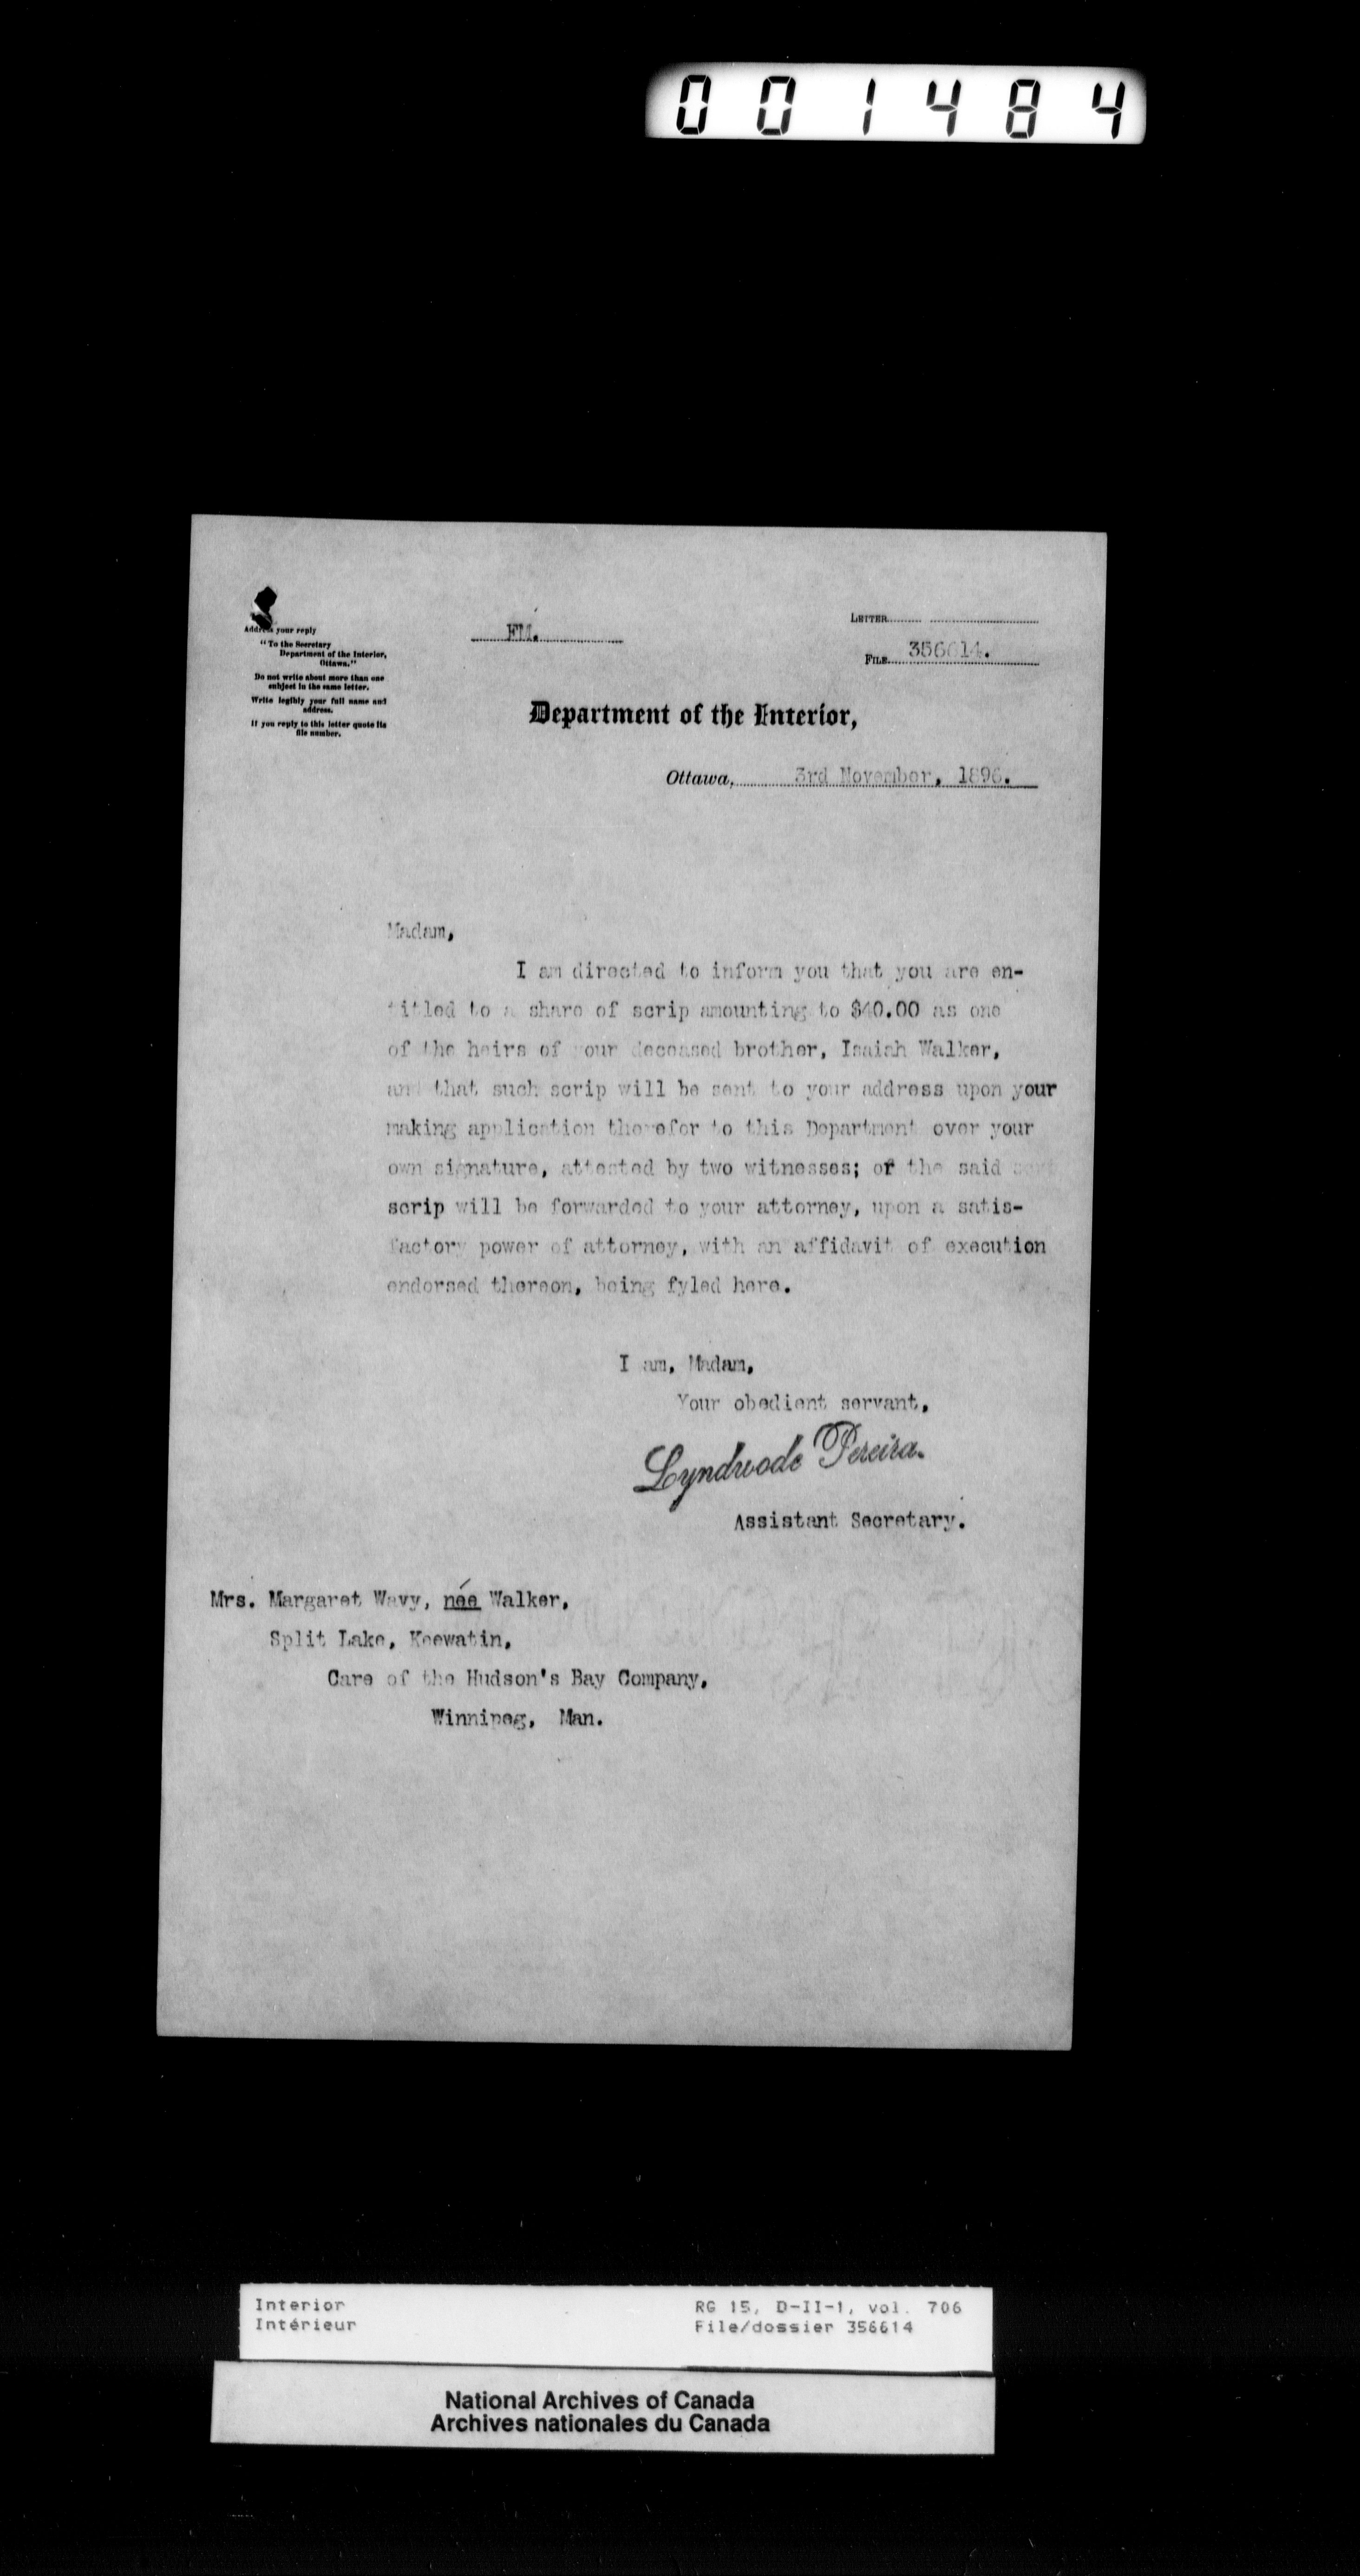 001484
Address your reply
"To the Secretary
Department of the Interior,
Ottawa."
Do not write about more than one
subject in the same letter.
Write legibly your full name and
address.
If you reply to this letter quote its
file number.
FM.
LETTER
FILE 356614.
Department of the Interior,
Ottawa, 3rd November, 1896.
Madam,
I am directed to inform you that you are en-
titled to a share of scrip amounting to $40.00 as one
of the heirs of your deceased brother, Isaiah Walker,
and that such scrip will be sent to your address upon your
making application therefor to this Department over your
own signature, attested by two witnesses; or the said
scrip will be forwarded to your attorney, upon a satis-
factory power of attorney, with an affidavit of execution
endorsed thereon, being fyled here.
I am, Madam,
Your obedient servant,
Lyndwode Pereira.
Assistant Secretary.
Mrs. Margaret Wavy, née Walker,
Split Lake, Keewatin,
Care of the Hudson's Bay Company,
Winnipeg, Man.
Interior RG 15, D-II-1, vol. 706
Intérieur File/dossier 356614
National Archives of Canada
Archives nationales du Canada